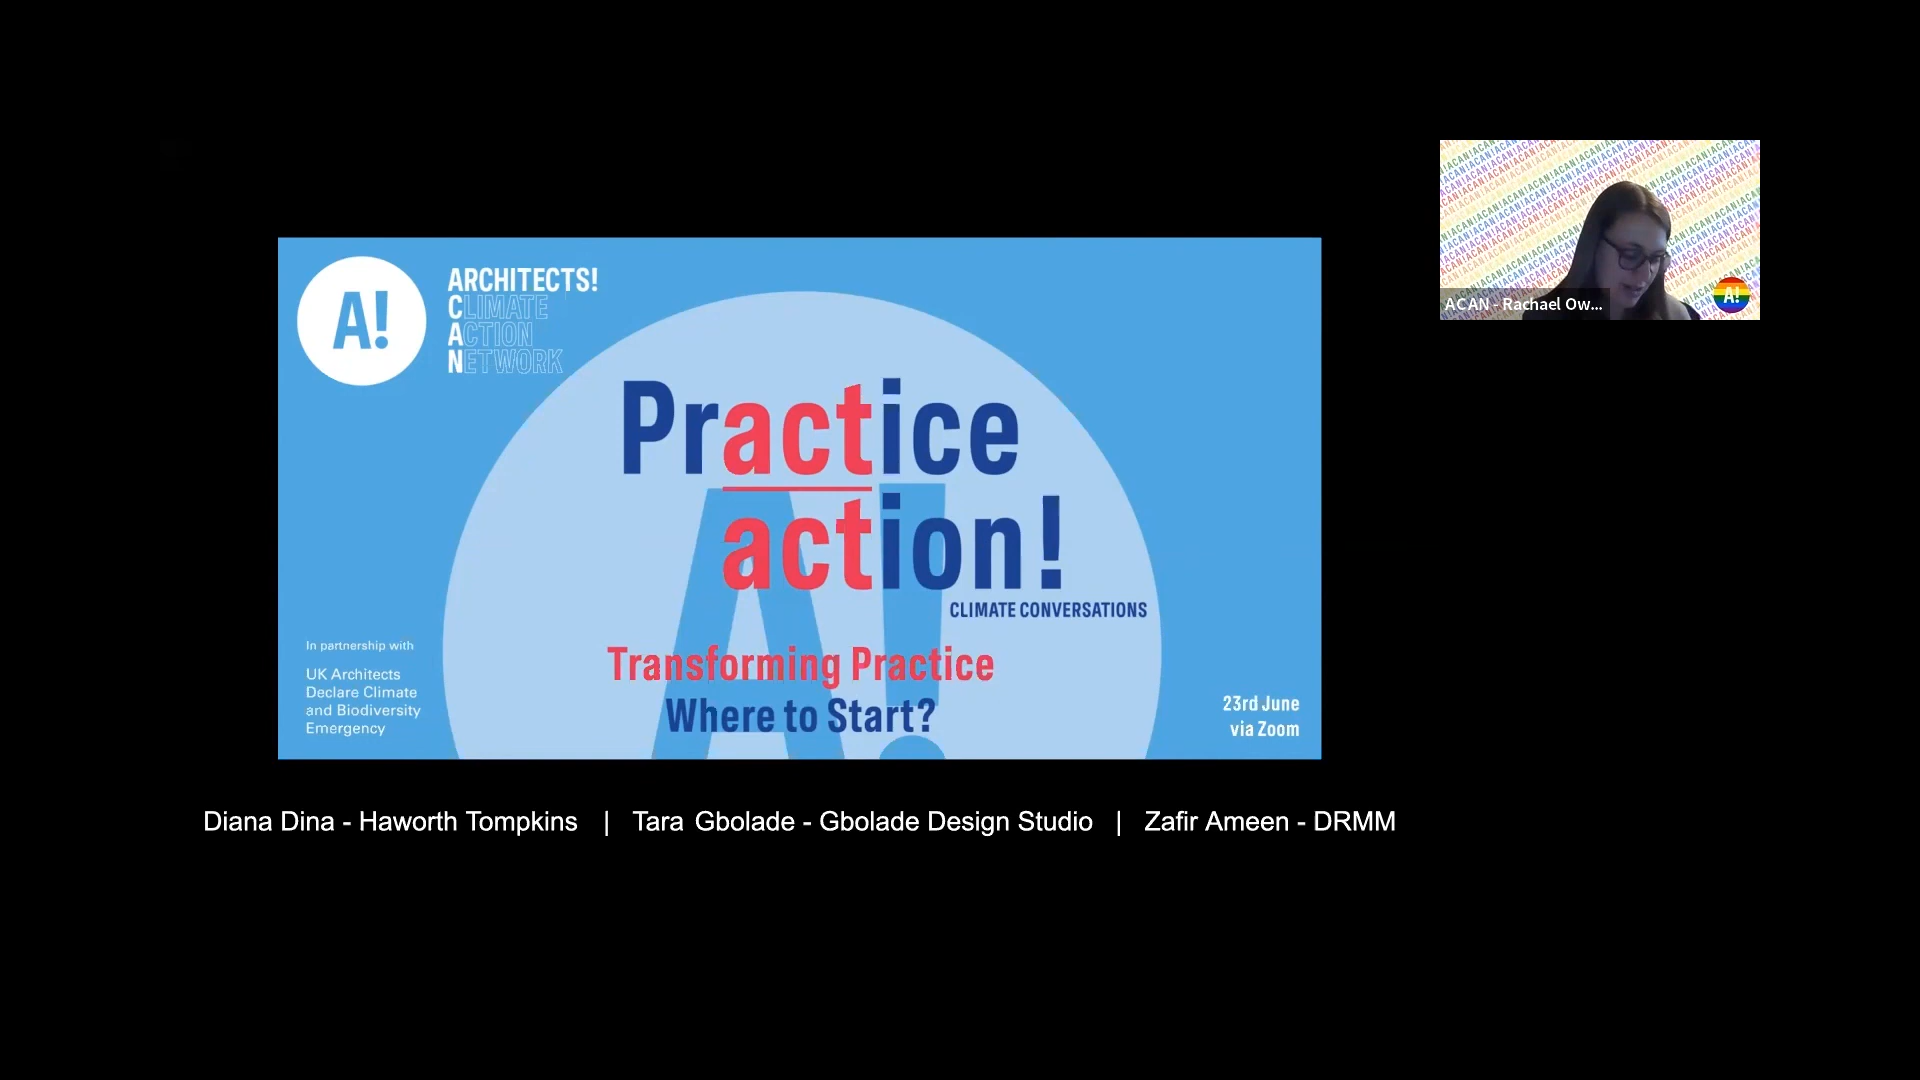 A!
ARCHITECTS!
CLIMATE
ACTION
NETWORK
Practice
action!
CLIMATE CONVERSATIONS
Transforming Practice
Where to Start?
In partnership with
UK Architects
Declare Climate
and Biodiversity
Emergency
23rd June
via Zoom
Diana Dina - Haworth Tompkins | Tara Gbolade - Gbolade Design Studio | Zafir Ameen - DRMM
ACAN - Rachael Ow...
A!